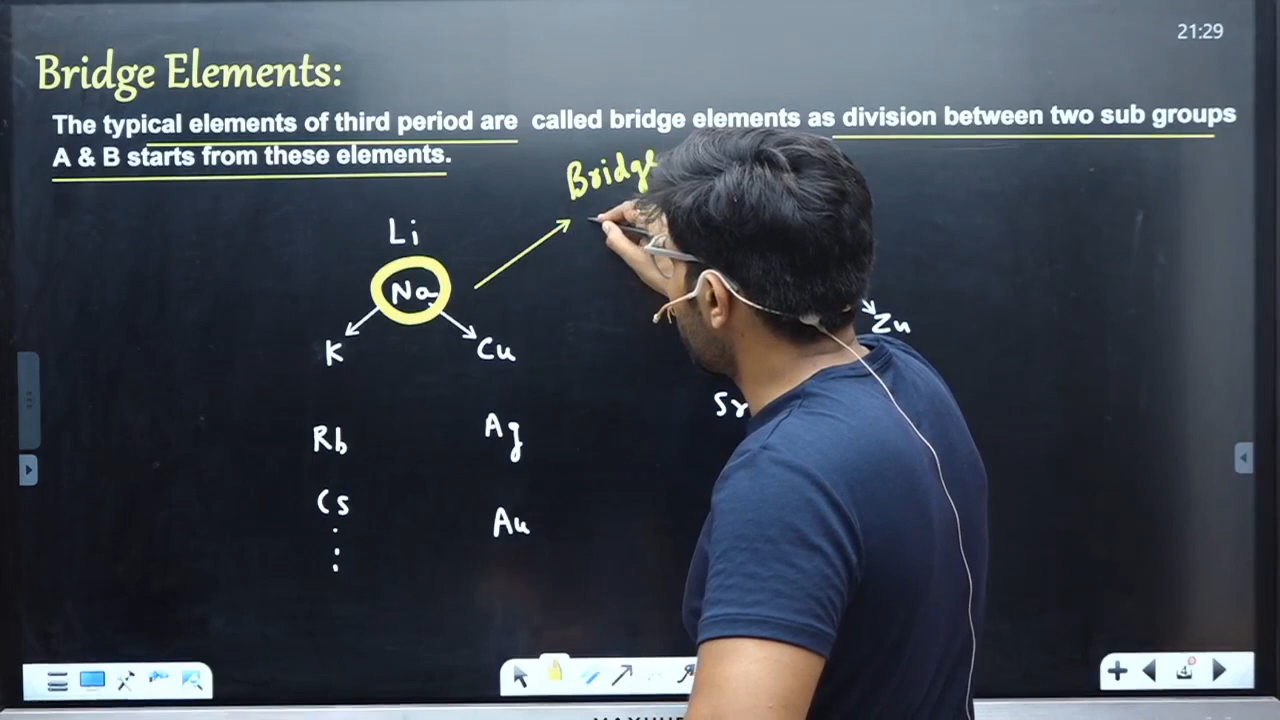 21:29
Bridge Elements:
The typical elements of third period are called bridge elements as division between two sub groups
A & B starts from these elements.
Bridge
Li
Na
Zn
K
Cu
Sr
Rb
Ag
Cs
Au